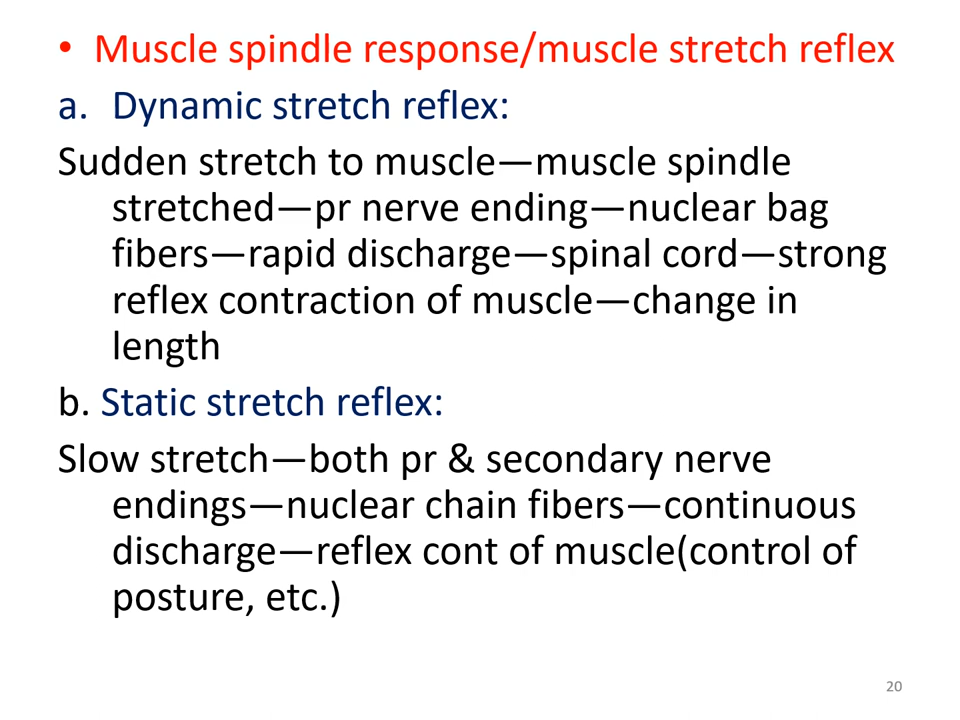 • Muscle spindle response/muscle stretch reflex
a. Dynamic stretch reflex:
Sudden stretch to muscle—muscle spindle
stretched—pr nerve ending—nuclear bag
fibers—rapid discharge—spinal cord—strong
reflex contraction of muscle—change in
length
b. Static stretch reflex:
Slow stretch—both pr & secondary nerve
endings—nuclear chain fibers—continuous
discharge—reflex cont of muscle(control of
posture, etc.)
20